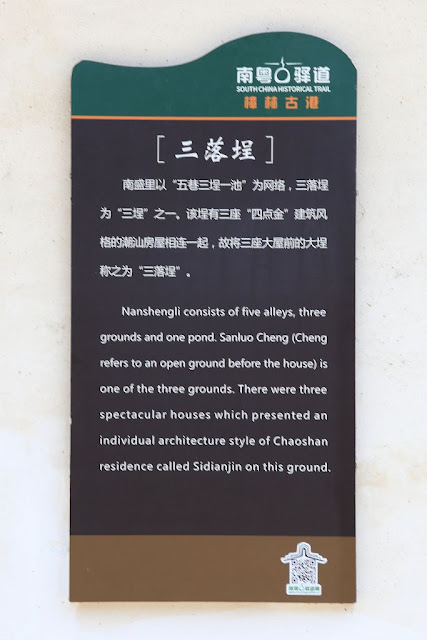 南粤古驿道
SOUTH CHINA HISTORICAL TRAIL
樟林古港
[三落埕]
南盛里以“五巷三埕一池”为网络，三落埕
为“三埕”之一。该埕有三座“四点金”建筑风
格的潮汕房屋相连一起，故将三座大屋前的大埕
称之为“三落埕”。
Nanshengli consists of five alleys, three
grounds and one pond. Sanluo Cheng (Cheng
refers to an open ground before the house) is
one of the three grounds. There were three
spectacular houses which presented an
individual architecture style of Chaoshan
residence called Sidianjin on this ground.
南粤古驿道网